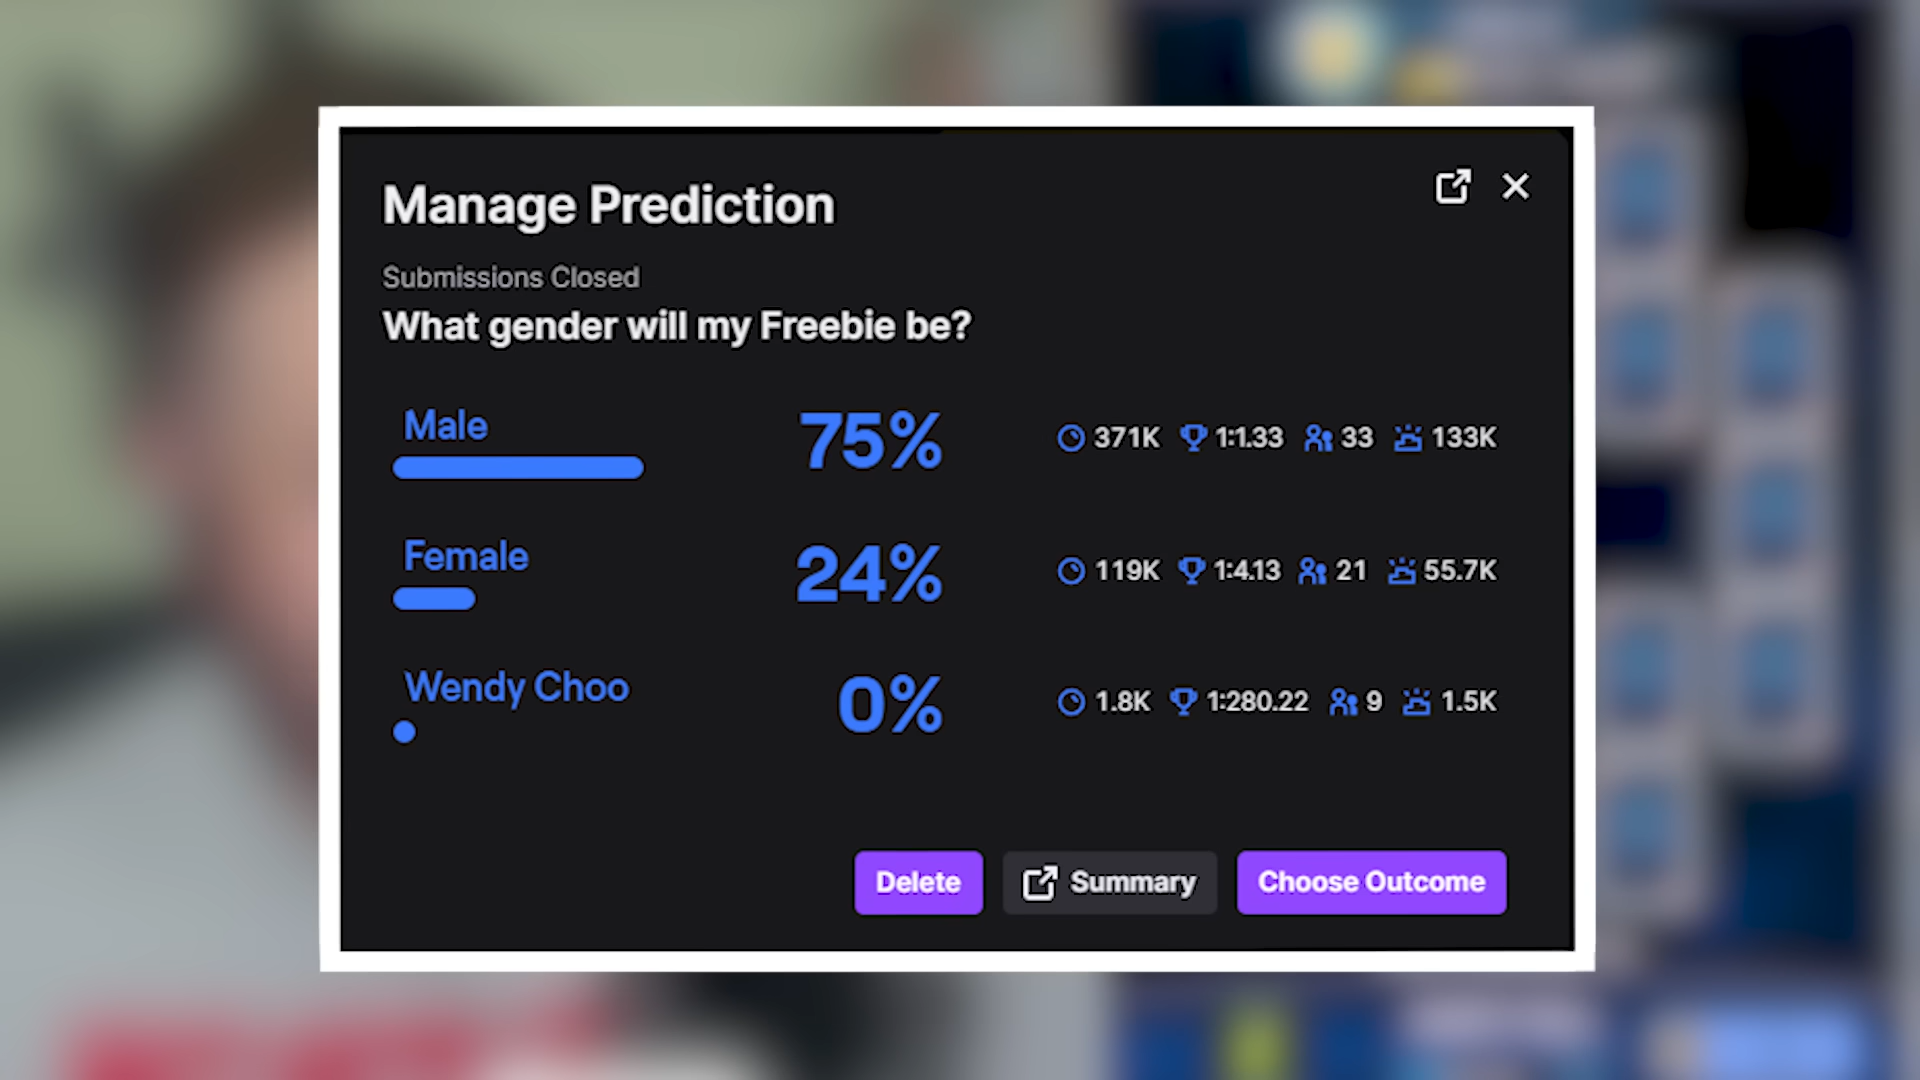 Manage Prediction
Submissions Closed
What gender will my Freebie be?
Male 75% 371K 1:1.33 33 133K
Female 24% 119K 1:4.13 21 55.7K
Wendy Choo 0% 1.8K 1:280.22 9 1.5K
Delete Summary Choose Outcome